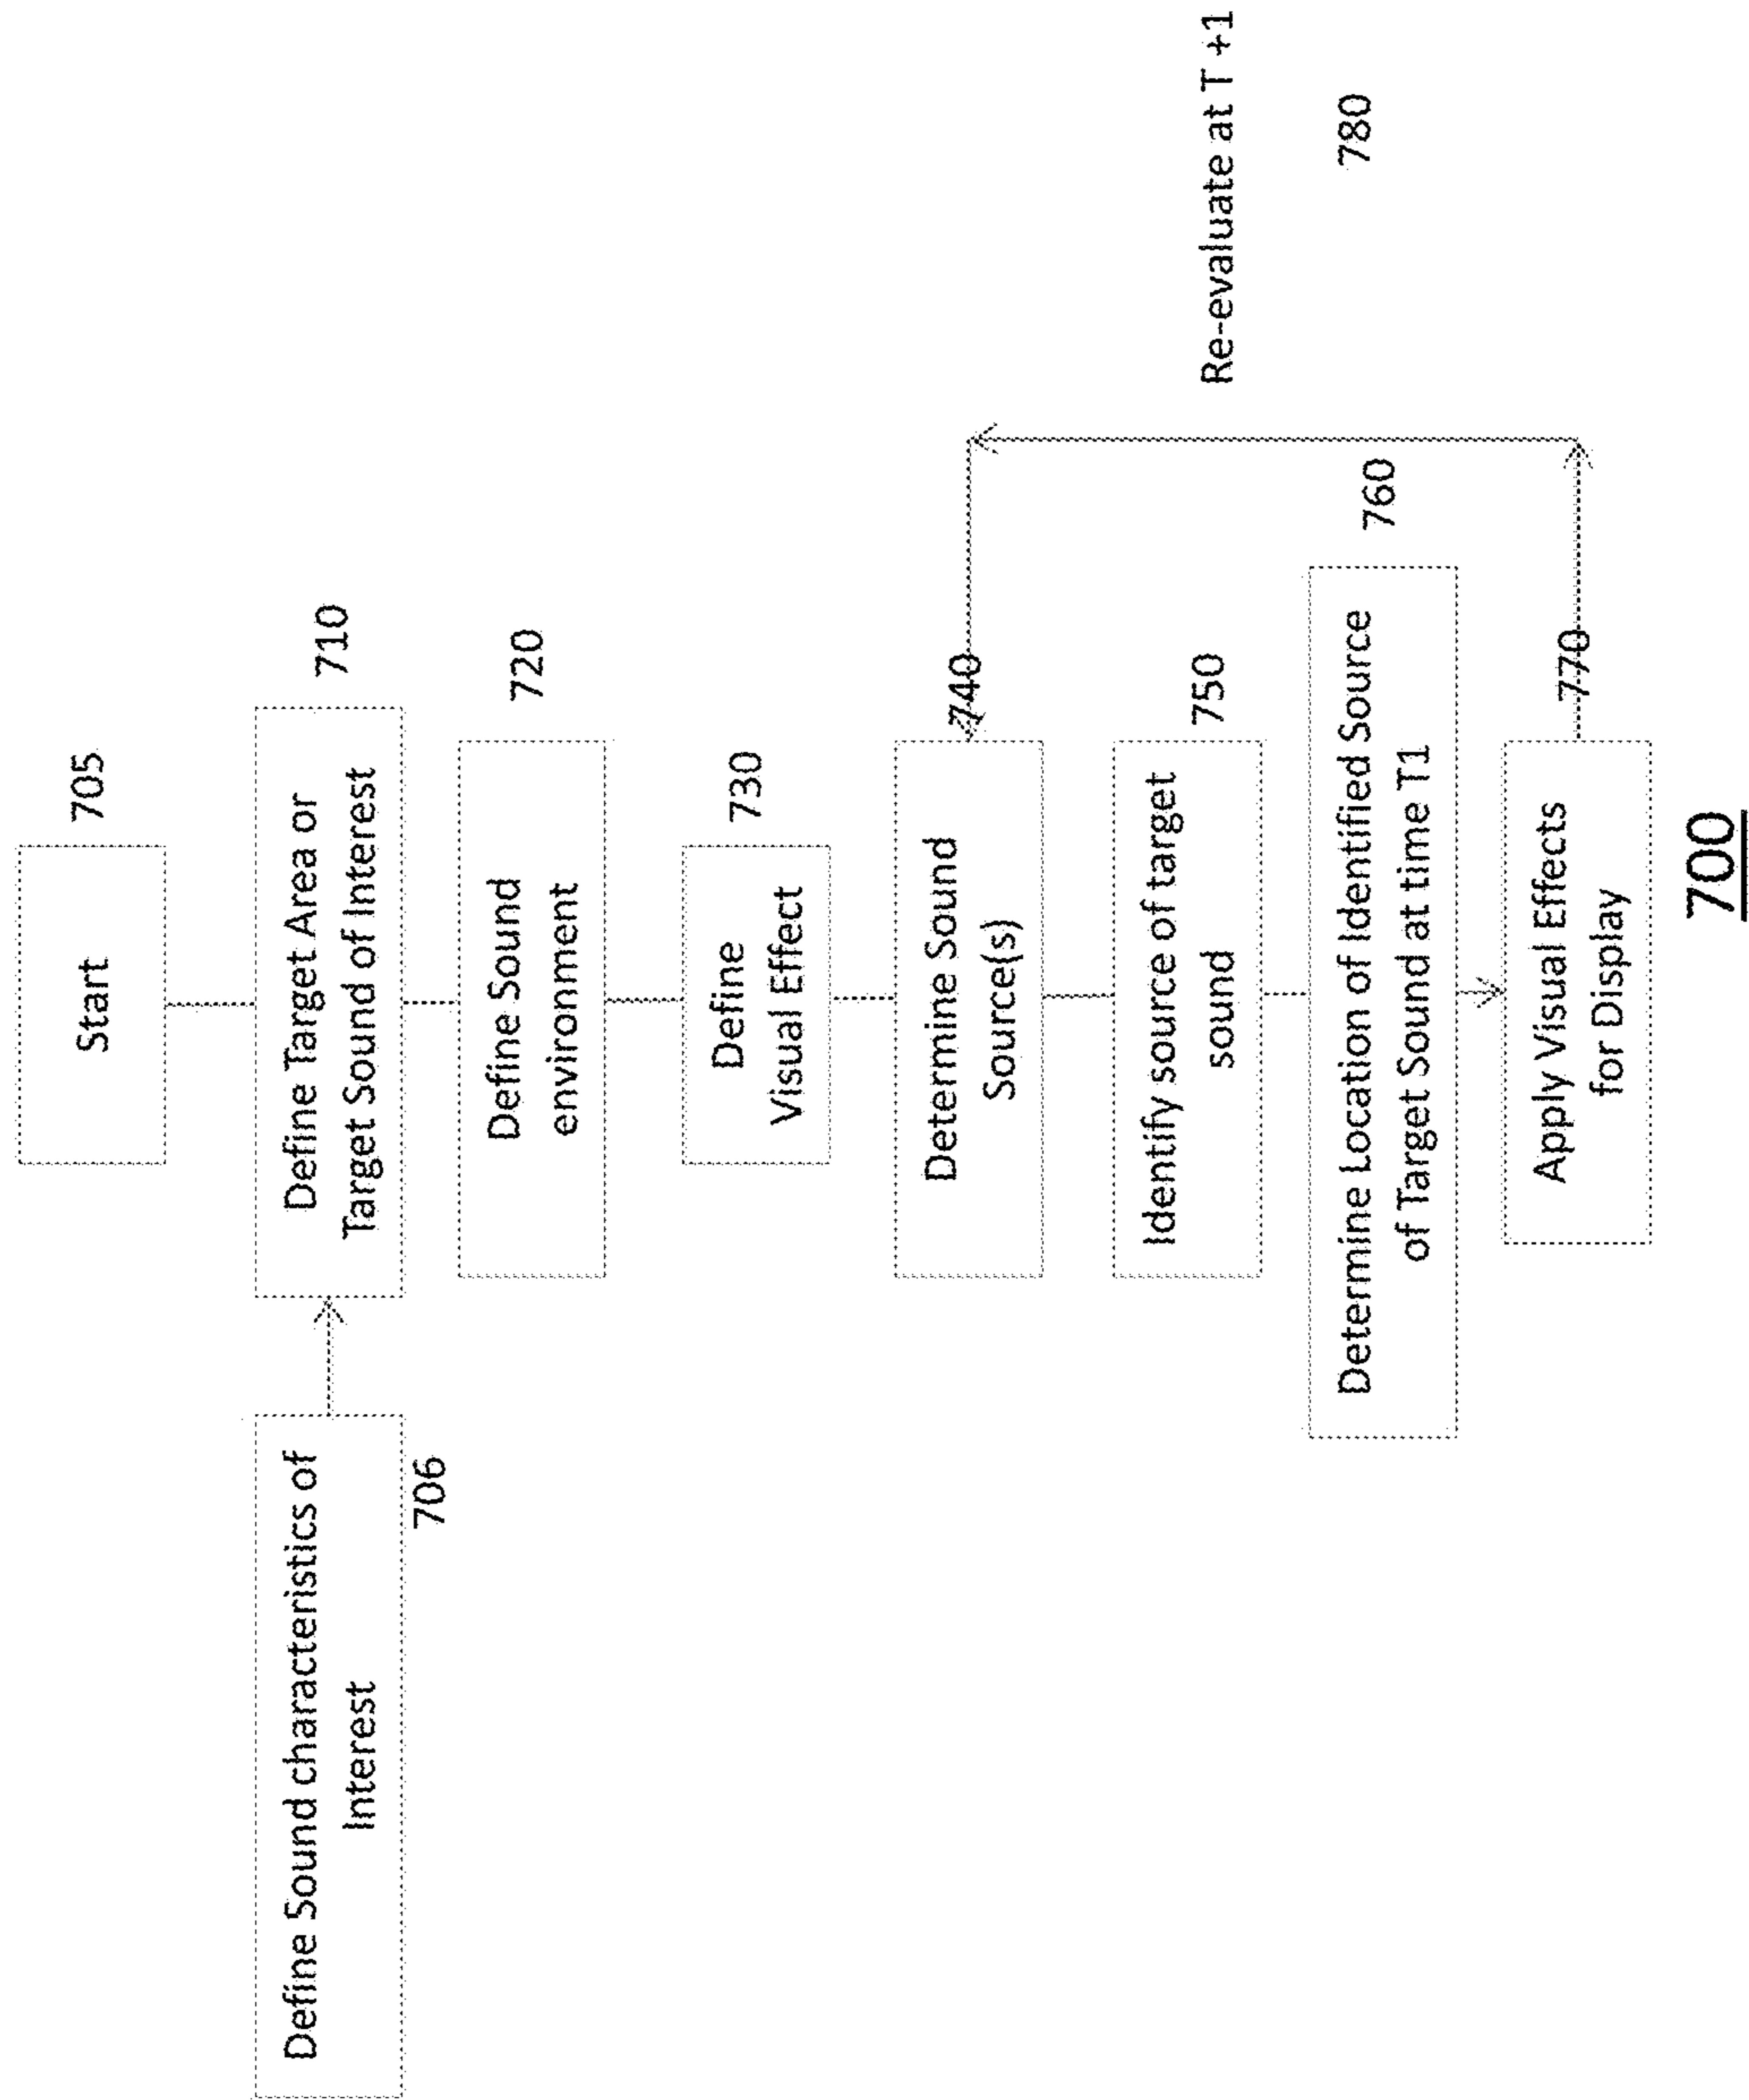 Start
705
Define Sound characteristics of
Interest
706
Define Target Area or
Target Sound of Interest
710
Define Sound
environment
720
Define
Visual Effect
730
Determine Sound
Source(s)
740
Identify source of target
sound
750
Re-evaluate at T +1
780
Determine Location of Identified Source
of Target Sound at time T1
760
Apply Visual Effects
for Display
770
700